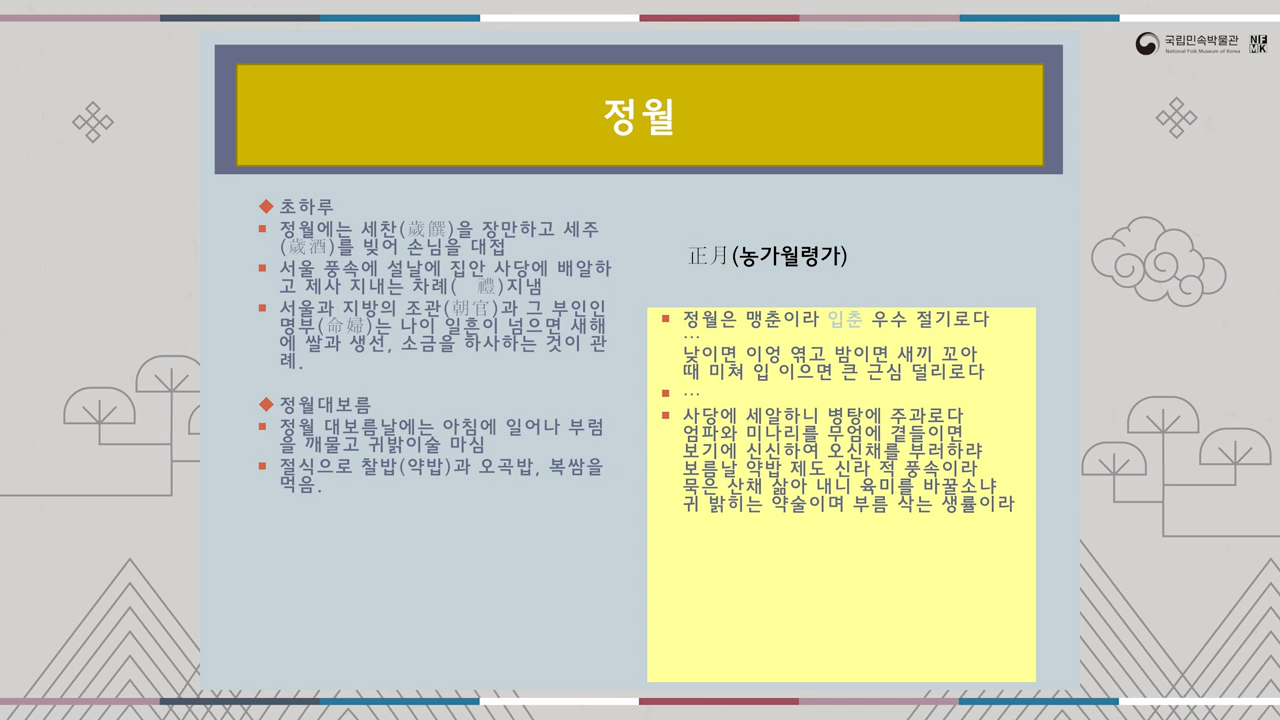 국립민속박물관
National Folk Museum of Korea
NF
MK
정월
초하루
정월에는 세찬(歲饌)을 장만하고 세주
(歲酒)를 빚어 손님을 대접
서울 풍속에 설날에 집안 사당에 배알하
고 제사 지내는 차례( 禮)지냄
서울과 지방의 조관(朝官)과 그 부인인
명부(命婦)는 나이 일흔이 넘으면 새해
에 쌀과 생선, 소금을 하사하는 것이 관
례.
정월대보름
정월 대보름날에는 아침에 일어나 부럼
을 깨물고 귀밝이술 마심
절식으로 찰밥(약밥)과 오곡밥, 복쌈을
먹음.
正月(농가월령가)
정월은 맹춘이라 입춘 우수 절기로다
…
낮이면 이엉 엮고 밤이면 새끼 꼬아
때 미쳐 입 이으면 큰 근심 덜리로다
…
사당에 세알하니 병탕에 주과로다
엄파와 미나리를 무엄에 곁들이면
보기에 신신하여 오신채를 부러하랴
보름날 약밥 제도 신라 적 풍속이라
묵은 산채 삶아 내니 육미를 바꿀소냐
귀 밝히는 약술이며 부름 삭는 생률이라